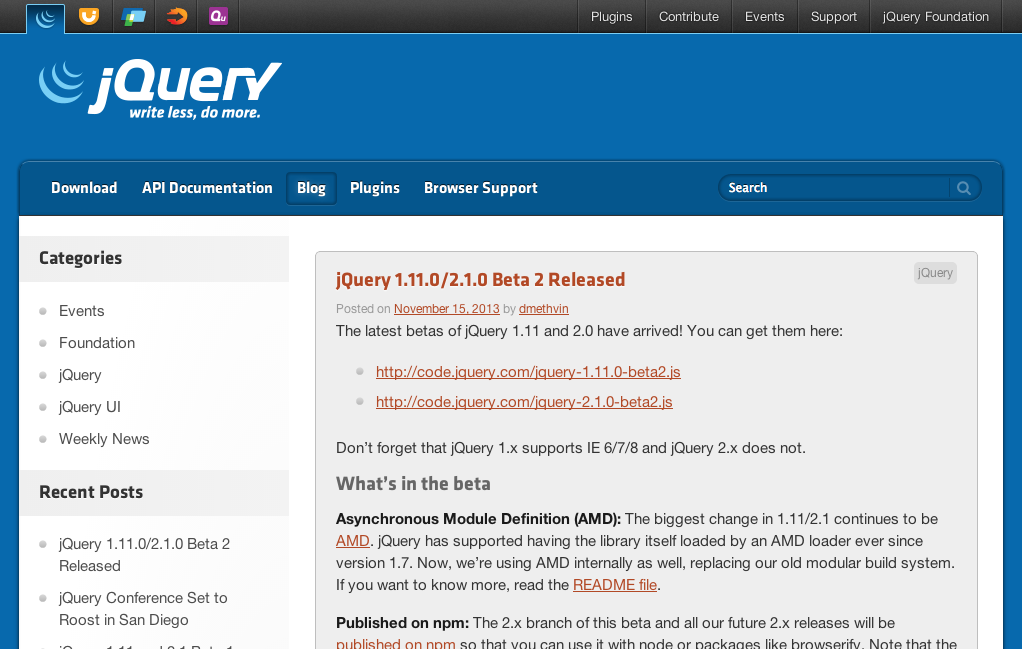 Plugins
Contribute
Events
Support
jQuery Foundation
jQuery
write less, do more.
Download
API Documentation
Blog
Plugins
Browser Support
Search
Categories
Events
Foundation
jQuery
jQuery UI
Weekly News
Recent Posts
jQuery 1.11.0/2.1.0 Beta 2
Released
jQuery Conference Set to
Roost in San Diego
jQuery 1.11 and 2.1 Beta 1
jQuery 1.11.0/2.1.0 Beta 2 Released
jQuery
Posted on November 15, 2013 by dmethvin
The latest betas of jQuery 1.11 and 2.0 have arrived! You can get them here:
http://code.jquery.com/jquery-1.11.0-beta2.js
http://code.jquery.com/jquery-2.1.0-beta2.js
Don’t forget that jQuery 1.x supports IE 6/7/8 and jQuery 2.x does not.
What’s in the beta
Asynchronous Module Definition (AMD): The biggest change in 1.11/2.1 continues to be
AMD. jQuery has supported having the library itself loaded by an AMD loader ever since
version 1.7. Now, we’re using AMD internally as well, replacing our old modular build system.
If you want to know more, read the README file.
Published on npm: The 2.x branch of this beta and all our future 2.x releases will be
published on npm so that you can use it with node or packages like browserify. Note that the